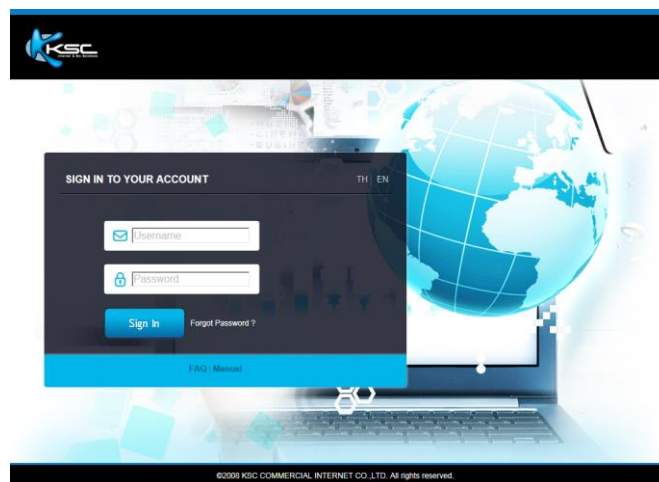 KSC
SIGN IN TO YOUR ACCOUNT
TH | EN
Username
Password
Sign In
Forgot Password ?
FAQ | Manual
©2008 KSC COMMERCIAL INTERNET CO.,LTD. All rights reserved.